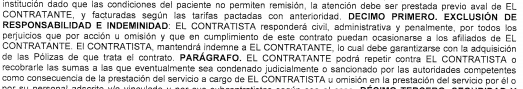 institución dado que las condiciones del paciente no permiten remisión, la atención debe ser prestada previo aval de EL
CONTRATANTE, y facturadas según las tarifas pactadas con anterioridad. DECIMO PRIMERO. EXCLUSIÓN DE
RESPONSABILIDAD E INDEMNIDAD: EL CONTRATISTA responderá civil, administrativa y penalmente, por todos los
perjuicios que por acción u omisión y que en cumplimiento de este contrato puedan ocasionarse a los afiliados de EL
CONTRATANTE. El CONTRATISTA, mantendrá indemne a EL CONTRATANTE, lo cual debe garantizarse con la adquisición
de las Pólizas de que trata el contrato. PARÁGRAFO. EL CONTRATANTE podrá repetir contra EL CONTRATISTA o
recobrarle las sumas a las que eventualmente sea condenado judicialmente o sancionado por las autoridades competentes
como consecuencia de la prestación del servicio a cargo de EL CONTRATISTA u omisión en la prestación del servicio por él o